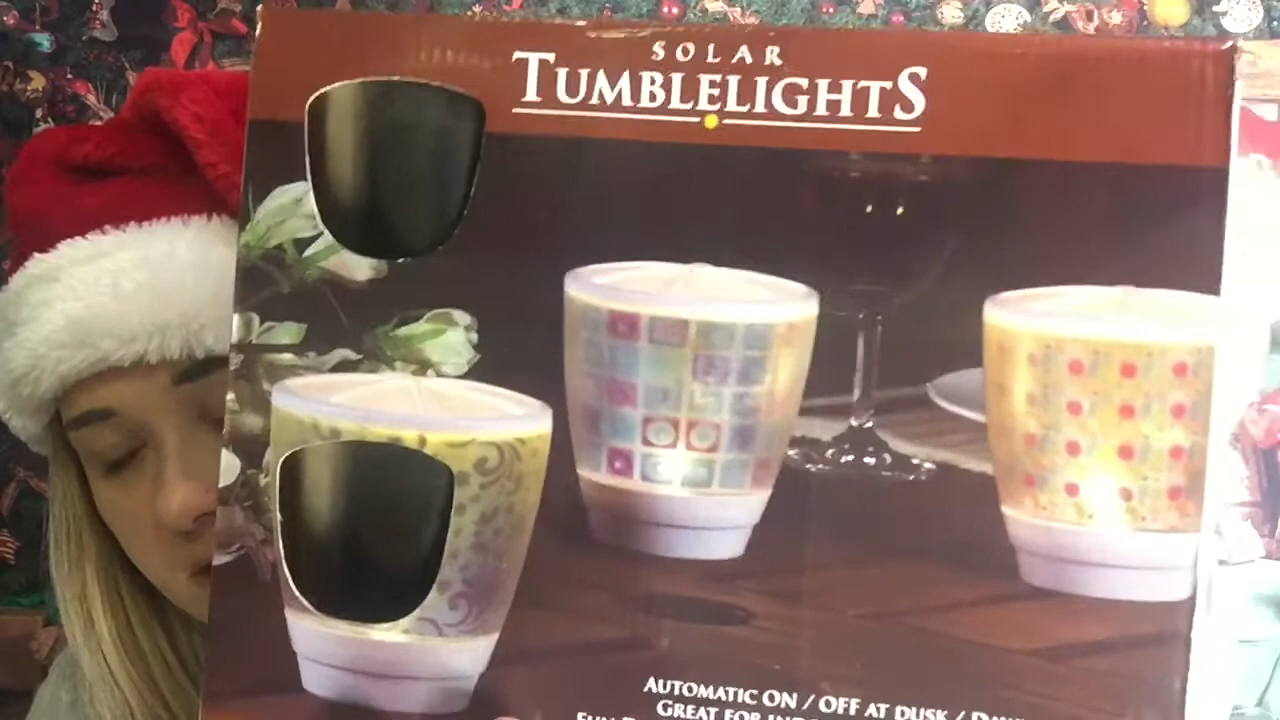 SOLAR
TUMBLELIGHTS
AUTOMATIC ON / OFF AT DUSK /
GREAT FOR